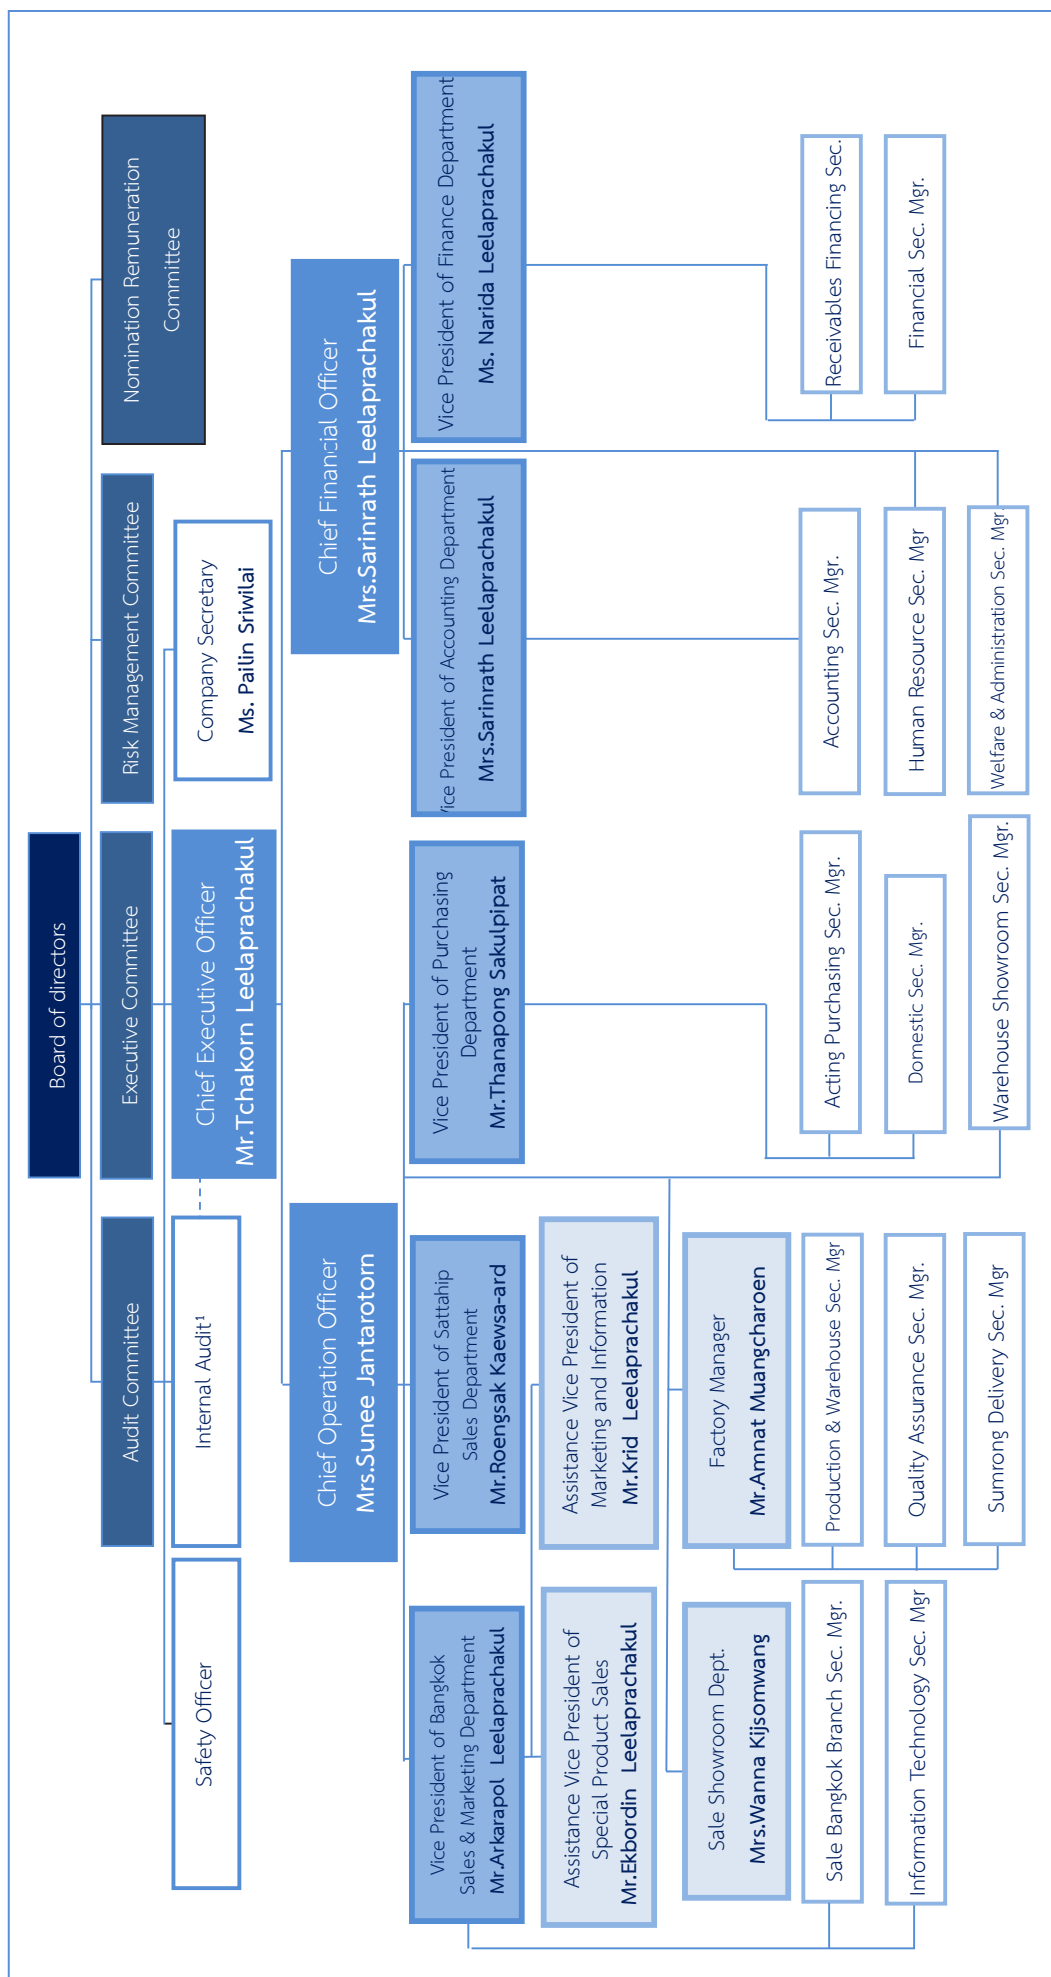 Board of directors
Audit Committee
Executive Committee
Risk Management Committee
Nomination Remuneration
Committee
Safety Officer
Internal Audit¹
Chief Executive Officer
Mr.Tchakorn Leelaprachakul
Company Secretary
Ms. Pailin Sriwilai
Chief Operation Officer
Mrs.Sunee Jantarotorn
Chief Financial Officer
Mrs.Sarinrath Leelaprachakul
Vice President of Bangkok
Sales & Marketing Department
Mr.Arkarapol Leelaprachakul
Vice President of Sattahip
Sales Department
Mr.Roengsak Kaewsa-ard
Vice President of Purchasing
Department
Mr.Thanapong Sakulpipat
Vice President of Accounting Department
Mrs.Sarinrath Leelaprachakul
Vice President of Finance Department
Ms. Narida Leelaprachakul
Assistance Vice President of
Special Product Sales
Mr.Ekbordin Leelaprachakul
Assistance Vice President of
Marketing and Information
Mr.Krid Leelaprachakul
Sale Showroom Dept.
Mrs.Wanna Kijsomwang
Factory Manager
Mr.Amnat Muangcharoen
Sale Bangkok Branch Sec. Mgr.
Production & Warehouse Sec. Mgr
Acting Purchasing Sec. Mgr.
Accounting Sec. Mgr.
Receivables Financing Sec.
Information Technology Sec. Mgr
Quality Assurance Sec. Mgr.
Domestic Sec. Mgr.
Human Resource Sec. Mgr
Financial Sec. Mgr.
Sumrong Delivery Sec. Mgr
Warehouse Showroom Sec. Mgr.
Welfare & Administration Sec. Mgr.